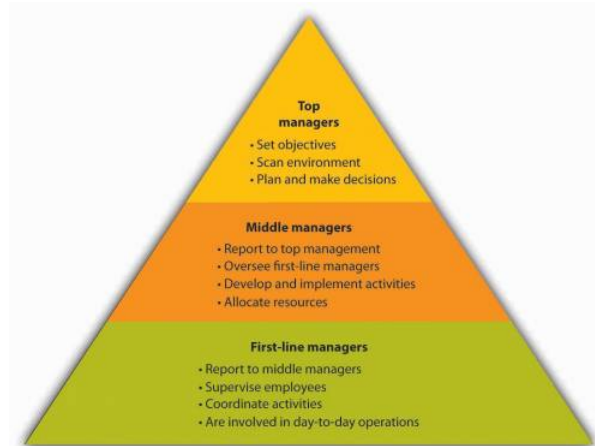 Top
managers
• Set objectives
• Scan environment
• Plan and make decisions
Middle managers
• Report to top management
• Oversee first-line managers
• Develop and implement activities
• Allocate resources
First-line managers
• Report to middle managers
• Supervise employees
• Coordinate activities
• Are involved in day-to-day operations